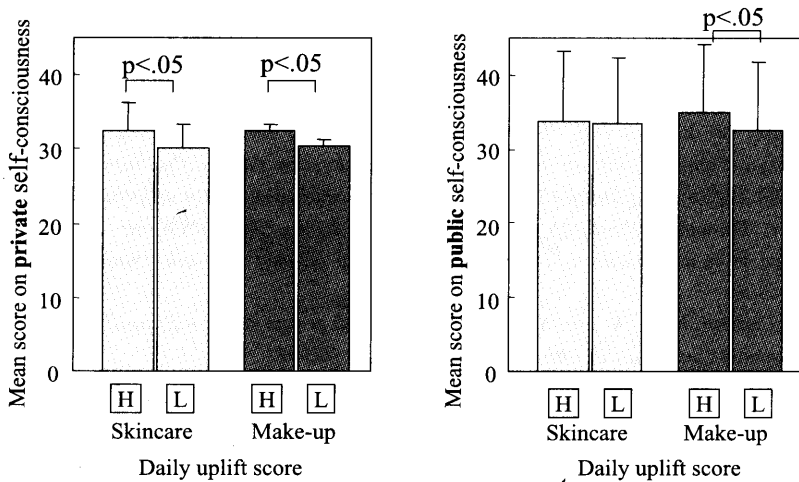 Mean score on private self-consciousness
40
30
20
10
0
p<.05
p<.05
H
L
H
L
Skincare
Make-up
Daily uplift score
Mean score on public self-consciousness
40
30
20
10
0
p<.05
H
L
H
L
Skincare
Make-up
Daily uplift score